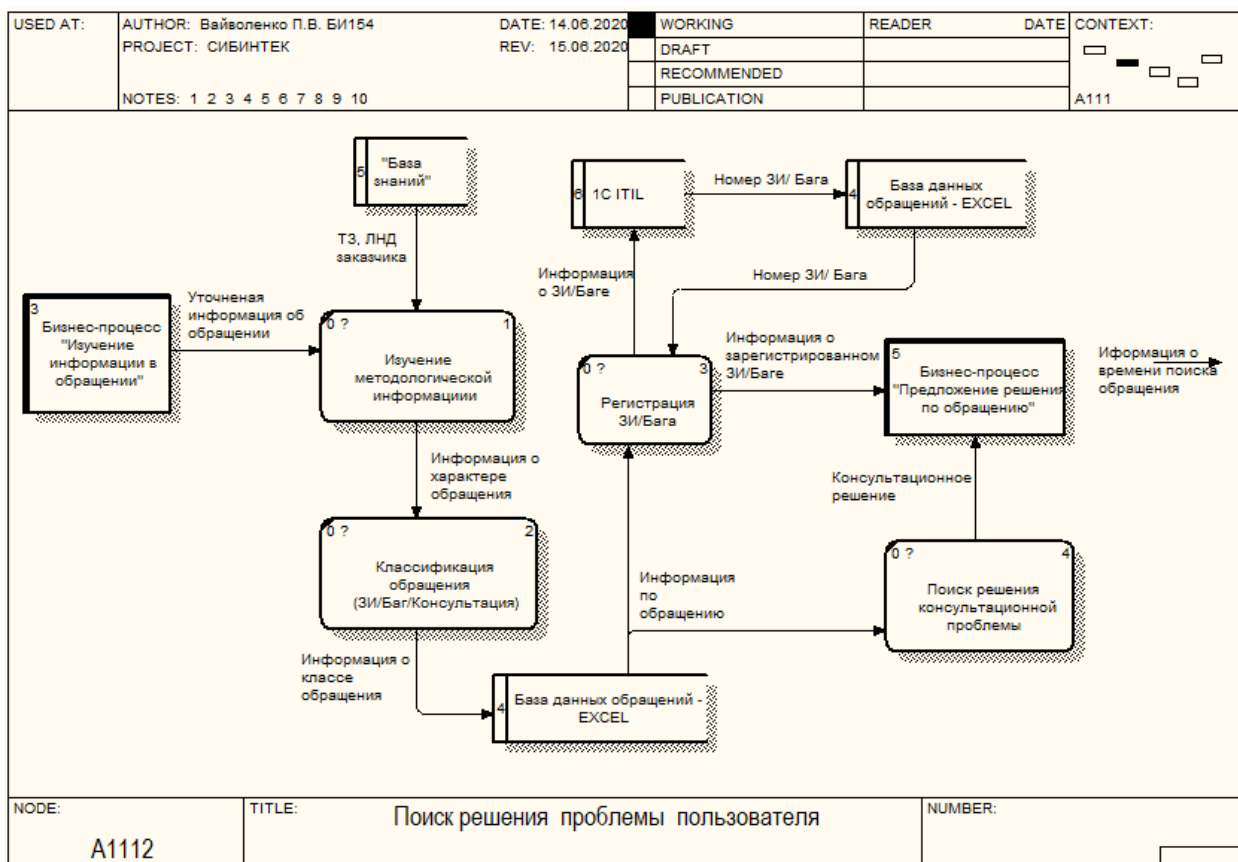 USED AT:
AUTHOR: Вайволенко П.В. БИ154
DATE: 14.06.2020
WORKING
READER
DATE
CONTEXT:
PROJECT: СИБИНТЕК
REV: 15.06.2020
DRAFT
RECOMMENDED
NOTES: 1 2 3 4 5 6 7 8 9 10
PUBLICATION
A111
5
"База
знаний"
6
1С ITIL
Номер ЗИ/ Бага
4
База данных
обращений - EXCEL
ТЗ, ЛНД
заказчика
Информация
о ЗИ/Баге
Номер ЗИ/ Бага
3
Бизнес-процесс
"Изучение
информации в
обращении"
Уточненая
информация об
обращении
0 ?
1
Изучение
методологической
информациии
0 ?
3
Регистрация
ЗИ/Бага
Информация о
зарегистрированном
ЗИ/Баге
5
Бизнес-процесс
"Предложение решения
по обращению"
Иформация о
времени поиска
обращения
Информация о
характере
обращения
Консультационное
решение
0 ?
2
Классификация
обращения
(ЗИ/Баг/Консультация)
Информация
по
обращению
0 ?
4
Поиск решения
консультационной
проблемы
Информация о
классе
обращения
4
База данных обращений -
EXCEL
NODE:
TITLE:
NUMBER:
A1112
Поиск решения проблемы пользователя